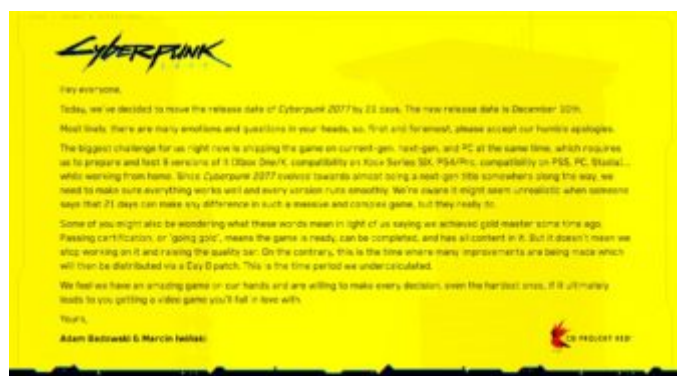 Cyberpunk
2077
Hey everyone,
Today, we've decided to move the release date of Cyberpunk 2077 by 21 days. The new release date is December 10th.
Most likely, there are many emotions and questions in your heads, so, first and foremost, please accept our humble apologies.
The biggest challenge for us right now is shipping the game on current-gen, next-gen, and PC at the same time, which requires
us to prepare and test 9 versions of it (Xbox One/X, compatibility on Xbox Series S|X, PS4/Pro, compatibility on PS5, PC, Stadia)...
while working from home. Since Cyberpunk 2077 evolved towards almost being a next-gen title somewhere along the way, we
need to make sure everything works well and every version runs smoothly. We're aware it might seem unrealistic when someone
says that 21 days can make any difference in such a massive and complex game, but they really do.
Some of you might also be wondering what these words mean in light of us saying we achieved gold master some time ago.
Passing certification, or "going gold", means the game is ready, can be completed, and has all content in it. But it doesn't mean we
stop working on it and raising the quality bar. On the contrary, this is the time where many improvements are being made which
will then be distributed via a Day 0 patch. This is the time period we undercalculated.
We feel we have an amazing game on our hands and are willing to make every decision, even the hardest ones, if it ultimately
leads to you getting a video game you'll fall in love with.
Yours,
Adam Badowski & Marcin Iwiński
CD PROJEKT RED